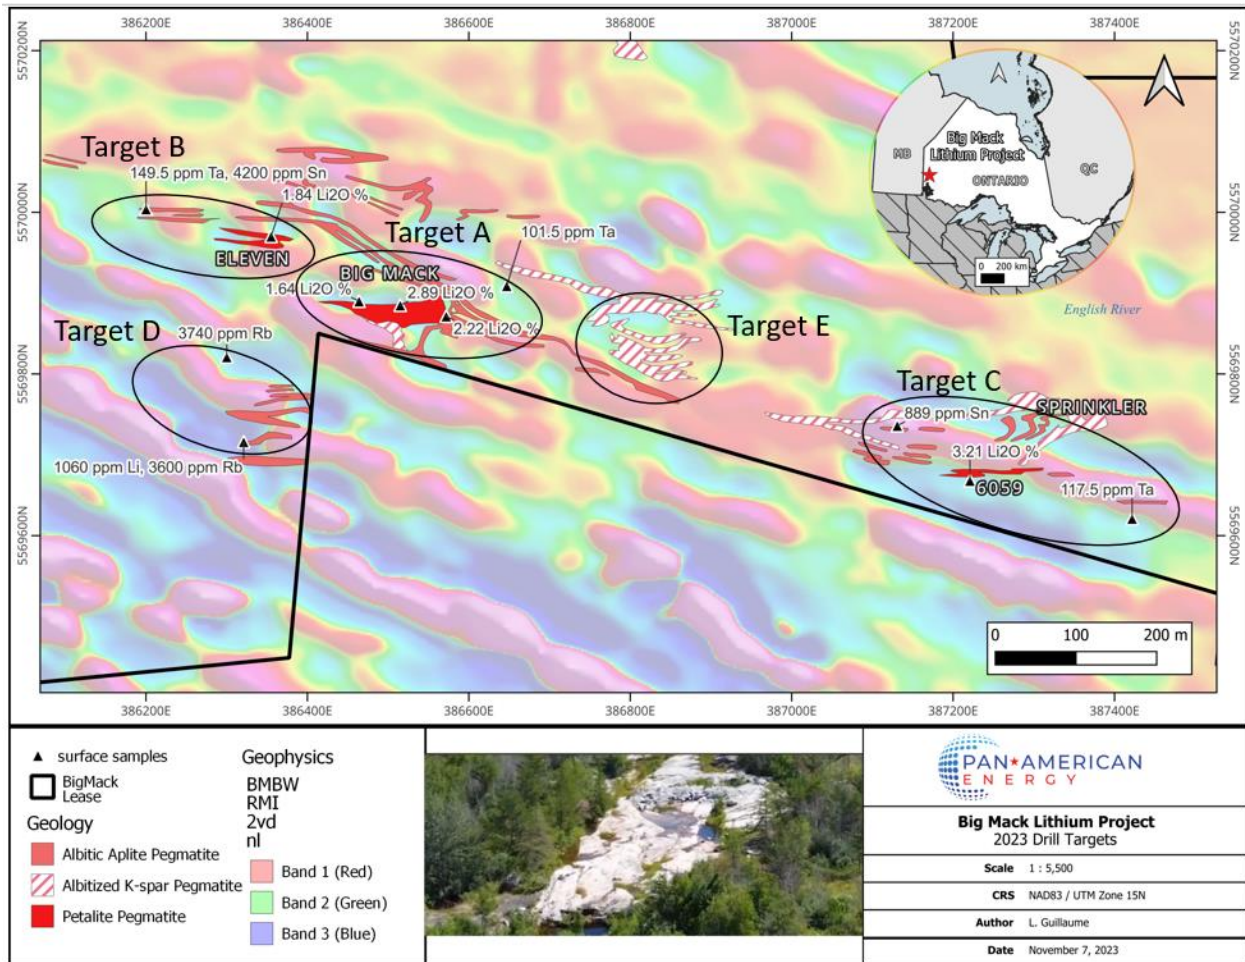 386200E
386400E
386600E
386800E
387000E
387200E
387400E
5570200N
5570200N
Target B
149.5 ppm Ta, 4200 ppm Sn
1.84 Li2O %
ELEVEN
Target A
101.5 ppm Ta
BIG MACK
1.64 Li2O %
2.89 Li2O %
2.22 Li2O %
Target D
3740 ppm Rb
1060 ppm Li, 3600 ppm Rb
Target E
Target C
889 ppm Sn
SPRINKLER
3.21 Li2O %
6059
117.5 ppm Ta
English River
Big Mack
Lithium Project
MB
ONTARIO
QC
0 200 km
5570000N
5570000N
5569800N
5569800N
5569600N
5569600N
0 100 200 m
386200E
386400E
386600E
386800E
387000E
387200E
387400E
surface samples
BigMack
Lease
Geology
Albitic Aplite Pegmatite
Albitized K-spar Pegmatite
Petalite Pegmatite
Geophysics
BMBW
RMI
2vd
nl
Band 1 (Red)
Band 2 (Green)
Band 3 (Blue)
PAN AMERICAN
ENERGY
Big Mack Lithium Project
2023 Drill Targets
Scale 1 : 5,500
CRS NAD83 / UTM Zone 15N
Author L. Guillaume
Date November 7, 2023